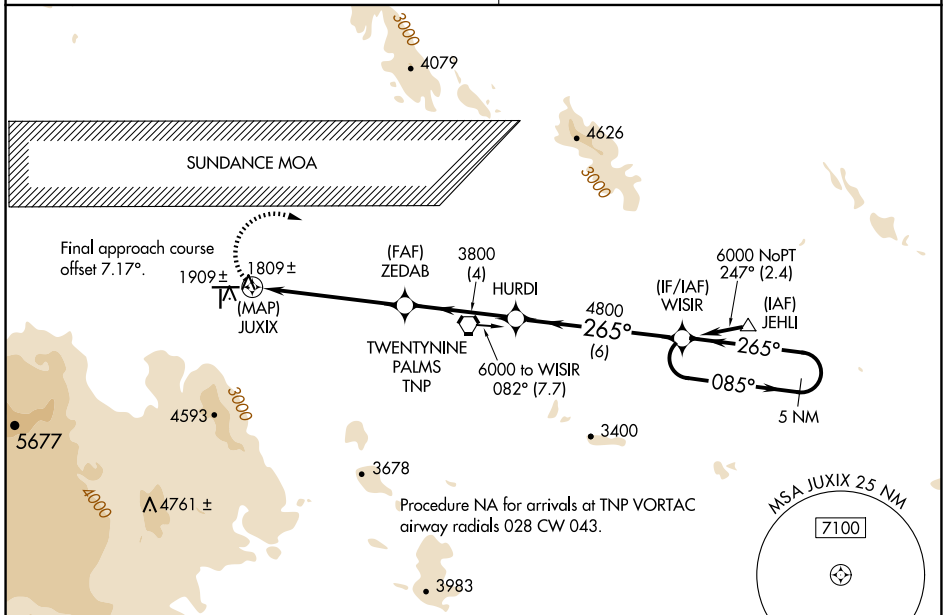 3000
4079
4626
3000
SUNDANCE MOA
Final approach course
offset 7.17°.
1909 ±
1809 ±
(MAP)
JUXIX
(FAF)
ZEDAB
3800
(4)
HURDI
TWENTYNINE
PALMS
TNP
6000 to WISIR
082° (7.7)
4800
265°
(6)
(IF/IAF)
WISIR
6000 NoPT
247° (2.4)
(IAF)
JEHLI
265°
085°
5 NM
4593
3000
5677
4000
4761 ±
3678
3400
Procedure NA for arrivals at TNP VORTAC
airway radials 028 CW 043.
3983
MSA JUXIX 25 NM
7100